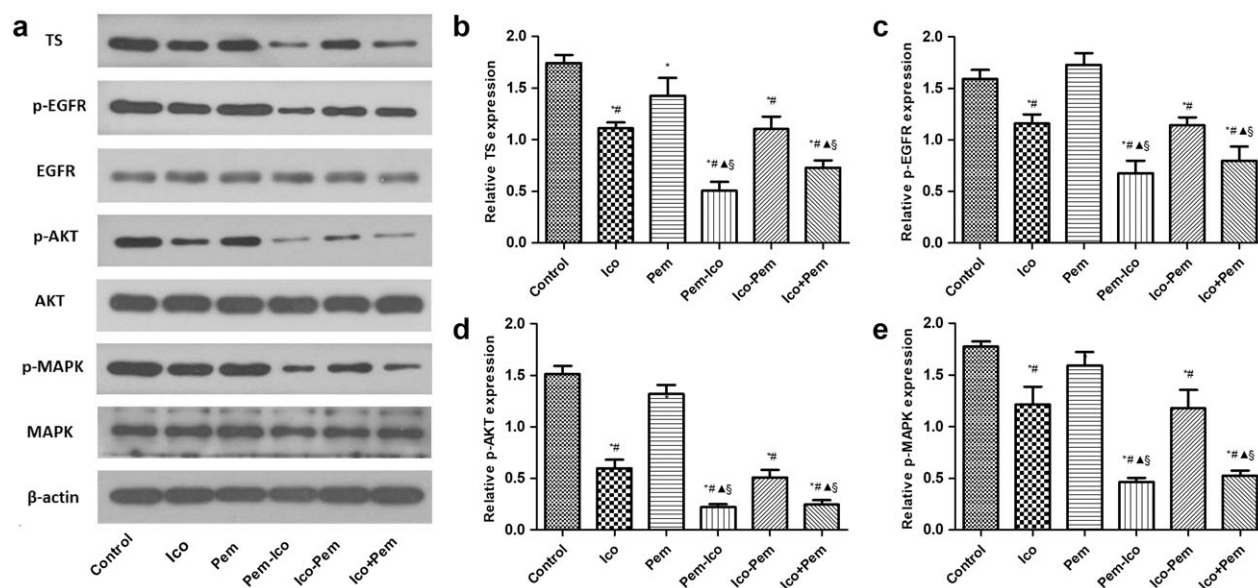 a
TS
p-EGFR
EGFR
p-AKT
AKT
p-MAPK
MAPK
β-actin
Control Ico Pem Pem-Ico Ico-Pem Ico+Pem
b
Relative TS expression
2.0
1.5
1.0
0.5
0.0
*#
*
*#▲§
*#
*#▲§
Control Ico Pem Pem-Ico Ico-Pem Ico+Pem
c
Relative p-EGFR expression
2.0
1.5
1.0
0.5
0.0
*#
*#▲§
*#
*#▲§
Control Ico Pem Pem-Ico Ico-Pem Ico+Pem
d
Relative p-AKT expression
2.0
1.5
1.0
0.5
0.0
*#
*#▲§
*#
*#▲§
Control Ico Pem Pem-Ico Ico-Pem Ico+Pem
e
Relative p-MAPK expression
2.0
1.5
1.0
0.5
0.0
*#
*#▲§
*#
*#▲§
Control Ico Pem Pem-Ico Ico-Pem Ico+Pem